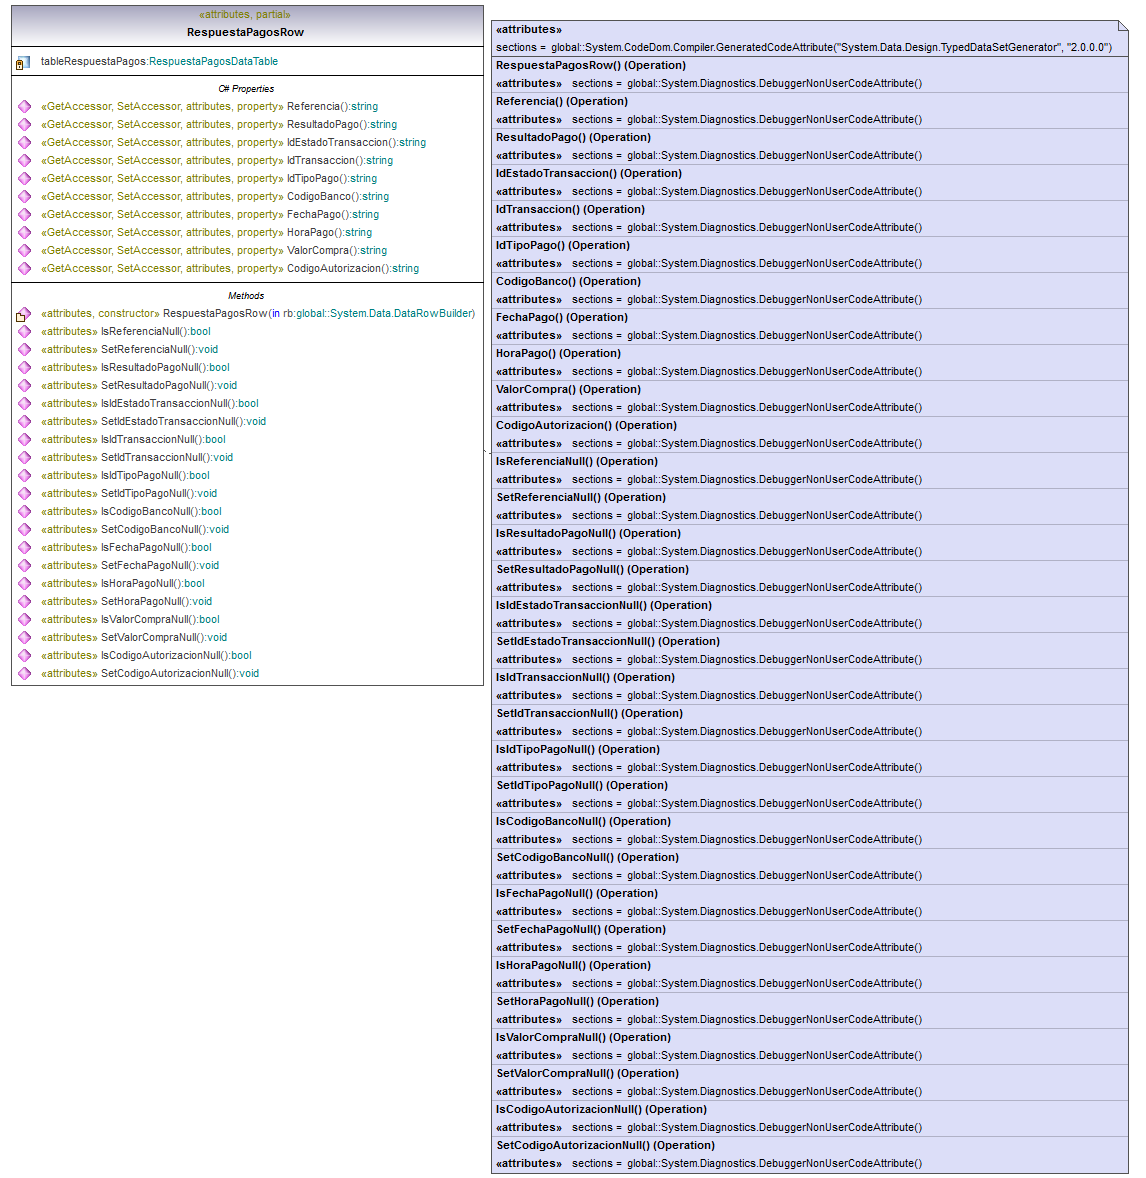 «attributes, partial»
RespuestaPagosRow
tableRespuestaPagos:RespuestaPagosDataTable
C# Properties
«GetAccessor, SetAccessor, attributes, property» Referencia():string
«GetAccessor, SetAccessor, attributes, property» ResultadoPago():string
«GetAccessor, SetAccessor, attributes, property» IdEstadoTransaccion():string
«GetAccessor, SetAccessor, attributes, property» IdTransaccion():string
«GetAccessor, SetAccessor, attributes, property» IdTipoPago():string
«GetAccessor, SetAccessor, attributes, property» CodigoBanco():string
«GetAccessor, SetAccessor, attributes, property» FechaPago():string
«GetAccessor, SetAccessor, attributes, property» HoraPago():string
«GetAccessor, SetAccessor, attributes, property» ValorCompra():string
«GetAccessor, SetAccessor, attributes, property» CodigoAutorizacion():string
Methods
«attributes, constructor» RespuestaPagosRow(in rb:global::System.Data.DataRowBuilder)
«attributes» IsReferenciaNull():bool
«attributes» SetReferenciaNull():void
«attributes» IsResultadoPagoNull():bool
«attributes» SetResultadoPagoNull():void
«attributes» IsIdEstadoTransaccionNull():bool
«attributes» SetIdEstadoTransaccionNull():void
«attributes» IsIdTransaccionNull():bool
«attributes» SetIdTransaccionNull():void
«attributes» IsIdTipoPagoNull():bool
«attributes» SetIdTipoPagoNull():void
«attributes» IsCodigoBancoNull():bool
«attributes» SetCodigoBancoNull():void
«attributes» IsFechaPagoNull():bool
«attributes» SetFechaPagoNull():void
«attributes» IsHoraPagoNull():bool
«attributes» SetHoraPagoNull():void
«attributes» IsValorCompraNull():bool
«attributes» SetValorCompraNull():void
«attributes» IsCodigoAutorizacionNull():bool
«attributes» SetCodigoAutorizacionNull():void
«attributes»
sections = global::System.CodeDom.Compiler.GeneratedCodeAttribute("System.Data.Design.TypedDataSetGenerator", "2.0.0.0")
RespuestaPagosRow() (Operation)
«attributes» sections = global::System.Diagnostics.DebuggerNonUserCodeAttribute()
Referencia() (Operation)
«attributes» sections = global::System.Diagnostics.DebuggerNonUserCodeAttribute()
ResultadoPago() (Operation)
«attributes» sections = global::System.Diagnostics.DebuggerNonUserCodeAttribute()
IdEstadoTransaccion() (Operation)
«attributes» sections = global::System.Diagnostics.DebuggerNonUserCodeAttribute()
IdTransaccion() (Operation)
«attributes» sections = global::System.Diagnostics.DebuggerNonUserCodeAttribute()
IdTipoPago() (Operation)
«attributes» sections = global::System.Diagnostics.DebuggerNonUserCodeAttribute()
CodigoBanco() (Operation)
«attributes» sections = global::System.Diagnostics.DebuggerNonUserCodeAttribute()
FechaPago() (Operation)
«attributes» sections = global::System.Diagnostics.DebuggerNonUserCodeAttribute()
HoraPago() (Operation)
«attributes» sections = global::System.Diagnostics.DebuggerNonUserCodeAttribute()
ValorCompra() (Operation)
«attributes» sections = global::System.Diagnostics.DebuggerNonUserCodeAttribute()
CodigoAutorizacion() (Operation)
«attributes» sections = global::System.Diagnostics.DebuggerNonUserCodeAttribute()
IsReferenciaNull() (Operation)
«attributes» sections = global::System.Diagnostics.DebuggerNonUserCodeAttribute()
SetReferenciaNull() (Operation)
«attributes» sections = global::System.Diagnostics.DebuggerNonUserCodeAttribute()
IsResultadoPagoNull() (Operation)
«attributes» sections = global::System.Diagnostics.DebuggerNonUserCodeAttribute()
SetResultadoPagoNull() (Operation)
«attributes» sections = global::System.Diagnostics.DebuggerNonUserCodeAttribute()
IsIdEstadoTransaccionNull() (Operation)
«attributes» sections = global::System.Diagnostics.DebuggerNonUserCodeAttribute()
SetIdEstadoTransaccionNull() (Operation)
«attributes» sections = global::System.Diagnostics.DebuggerNonUserCodeAttribute()
IsIdTransaccionNull() (Operation)
«attributes» sections = global::System.Diagnostics.DebuggerNonUserCodeAttribute()
SetIdTransaccionNull() (Operation)
«attributes» sections = global::System.Diagnostics.DebuggerNonUserCodeAttribute()
IsIdTipoPagoNull() (Operation)
«attributes» sections = global::System.Diagnostics.DebuggerNonUserCodeAttribute()
SetIdTipoPagoNull() (Operation)
«attributes» sections = global::System.Diagnostics.DebuggerNonUserCodeAttribute()
IsCodigoBancoNull() (Operation)
«attributes» sections = global::System.Diagnostics.DebuggerNonUserCodeAttribute()
SetCodigoBancoNull() (Operation)
«attributes» sections = global::System.Diagnostics.DebuggerNonUserCodeAttribute()
IsFechaPagoNull() (Operation)
«attributes» sections = global::System.Diagnostics.DebuggerNonUserCodeAttribute()
SetFechaPagoNull() (Operation)
«attributes» sections = global::System.Diagnostics.DebuggerNonUserCodeAttribute()
IsHoraPagoNull() (Operation)
«attributes» sections = global::System.Diagnostics.DebuggerNonUserCodeAttribute()
SetHoraPagoNull() (Operation)
«attributes» sections = global::System.Diagnostics.DebuggerNonUserCodeAttribute()
IsValorCompraNull() (Operation)
«attributes» sections = global::System.Diagnostics.DebuggerNonUserCodeAttribute()
SetValorCompraNull() (Operation)
«attributes» sections = global::System.Diagnostics.DebuggerNonUserCodeAttribute()
IsCodigoAutorizacionNull() (Operation)
«attributes» sections = global::System.Diagnostics.DebuggerNonUserCodeAttribute()
SetCodigoAutorizacionNull() (Operation)
«attributes» sections = global::System.Diagnostics.DebuggerNonUserCodeAttribute()